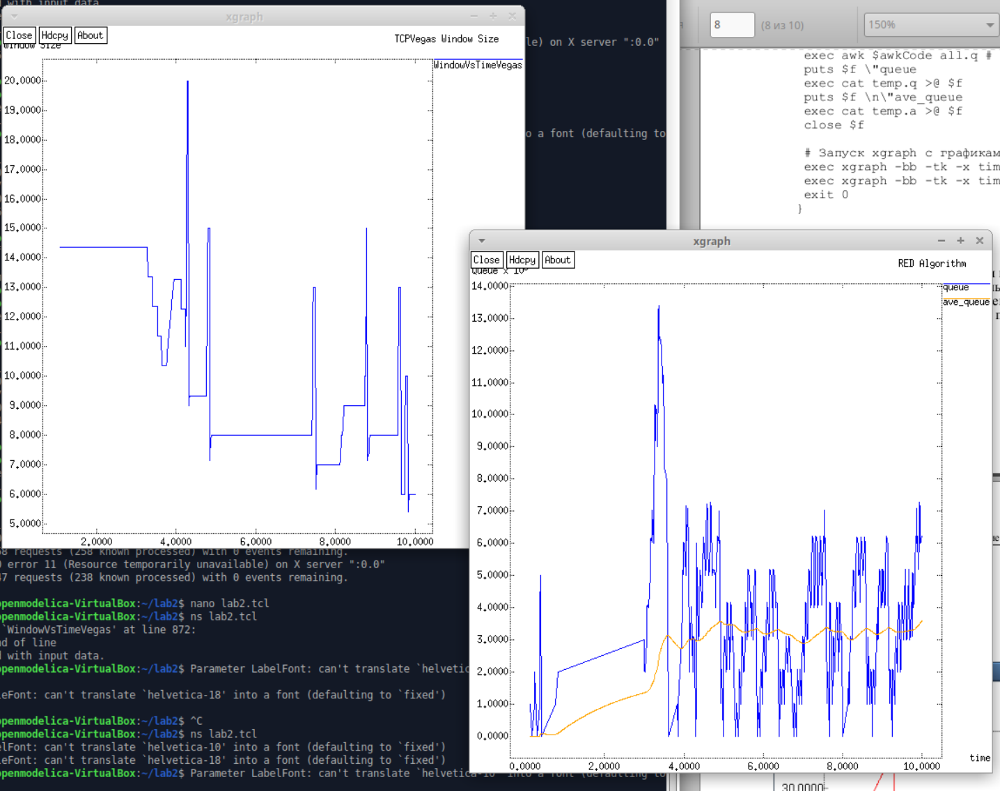 with input data
xgraph
Close Hdcpy About
Window Size
TCPVegas Window Size
WindowVsTimeVegas
20.0000
19.0000
18.0000
17.0000
16.0000
15.0000
14.0000
13.0000
12.0000
11.0000
10.0000
9.0000
8.0000
7.0000
6.0000
5.0000
2.0000 4.0000 6.0000 8.0000 10.0000
le) on X server ":0.0"
o a font (defaulting to
8 (8 из 10) 150%
exec awk $awkCode all.q #
puts $f \"queue
exec cat temp.q >@ $f
puts $f \n\"ave_queue
exec cat temp.a >@ $f
close $f
# Запуск xgraph с графикам
exec xgraph -bb -tk -x tim
exec xgraph -bb -tk -x tim
exit 0
}
xgraph
Close Hdcpy About
Queue x 10
RED Algorithm
queue
ave_queue
14.0000
13.0000
12.0000
11.0000
10.0000
9.0000
8.0000
7.0000
6.0000
5.0000
4.0000
3.0000
2.0000
1.0000
0.0000
time
0.0000 2.0000 4.0000 6.0000 8.0000 10.0000
8 requests (258 known processed) with 0 events remaining.
error 11 (Resource temporarily unavailable) on X server ":0.0"
47 requests (238 known processed) with 0 events remaining.
openmodelica-VirtualBox:~/lab2$ nano lab2.tcl
openmodelica-VirtualBox:~/lab2$ ns lab2.tcl
`WindowVsTimeVegas' at line 872:
nd of line
with input data.
openmodelica-VirtualBox:~/lab2$ Parameter LabelFont: can't translate `helvetic
eFont: can't translate `helvetica-18' into a font (defaulting to `fixed')
openmodelica-VirtualBox:~/lab2$ ^C
openmodelica-VirtualBox:~/lab2$ ns lab2.tcl
elFont: can't translate `helvetica-10' into a font (defaulting to `fixed')
leFont: can't translate `helvetica-18' into a font (defaulting to `fixed')
openmodelica-VirtualBox:~/lab2$ Parameter LabelFont: can't translate `helvetica-10' into a font (defaulting to
30.0000